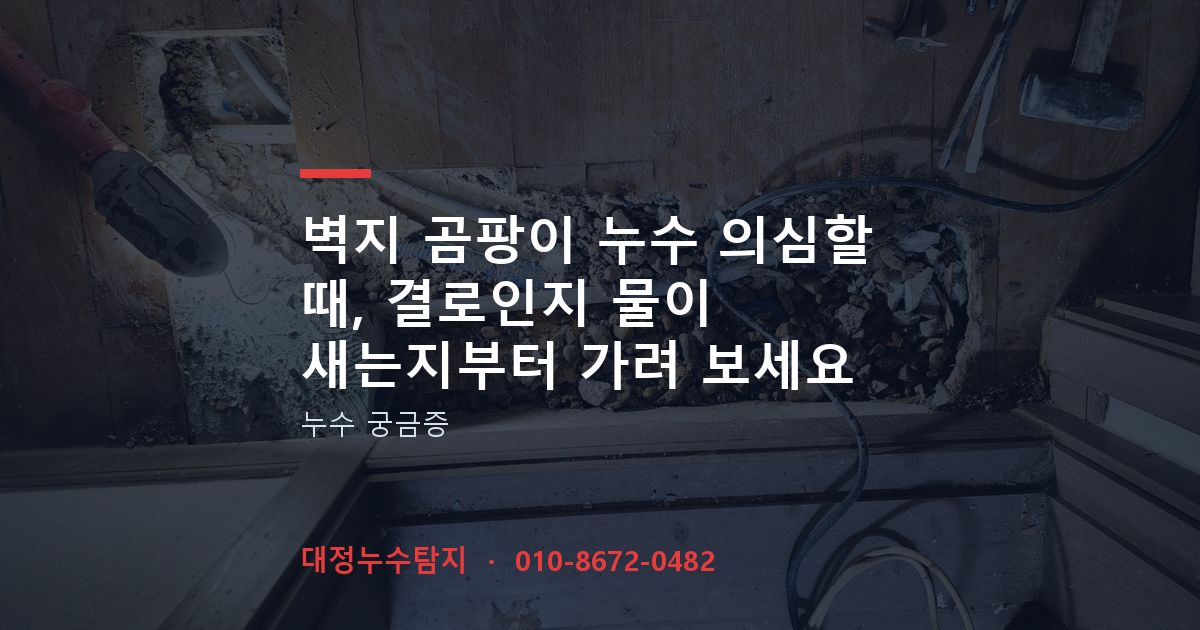 벽지 곰팡이 누수 의심할
때, 결로인지 물이
새는지부터 가려 보세요
누수 궁금증
대정누수탐지 · 010-8672-0482